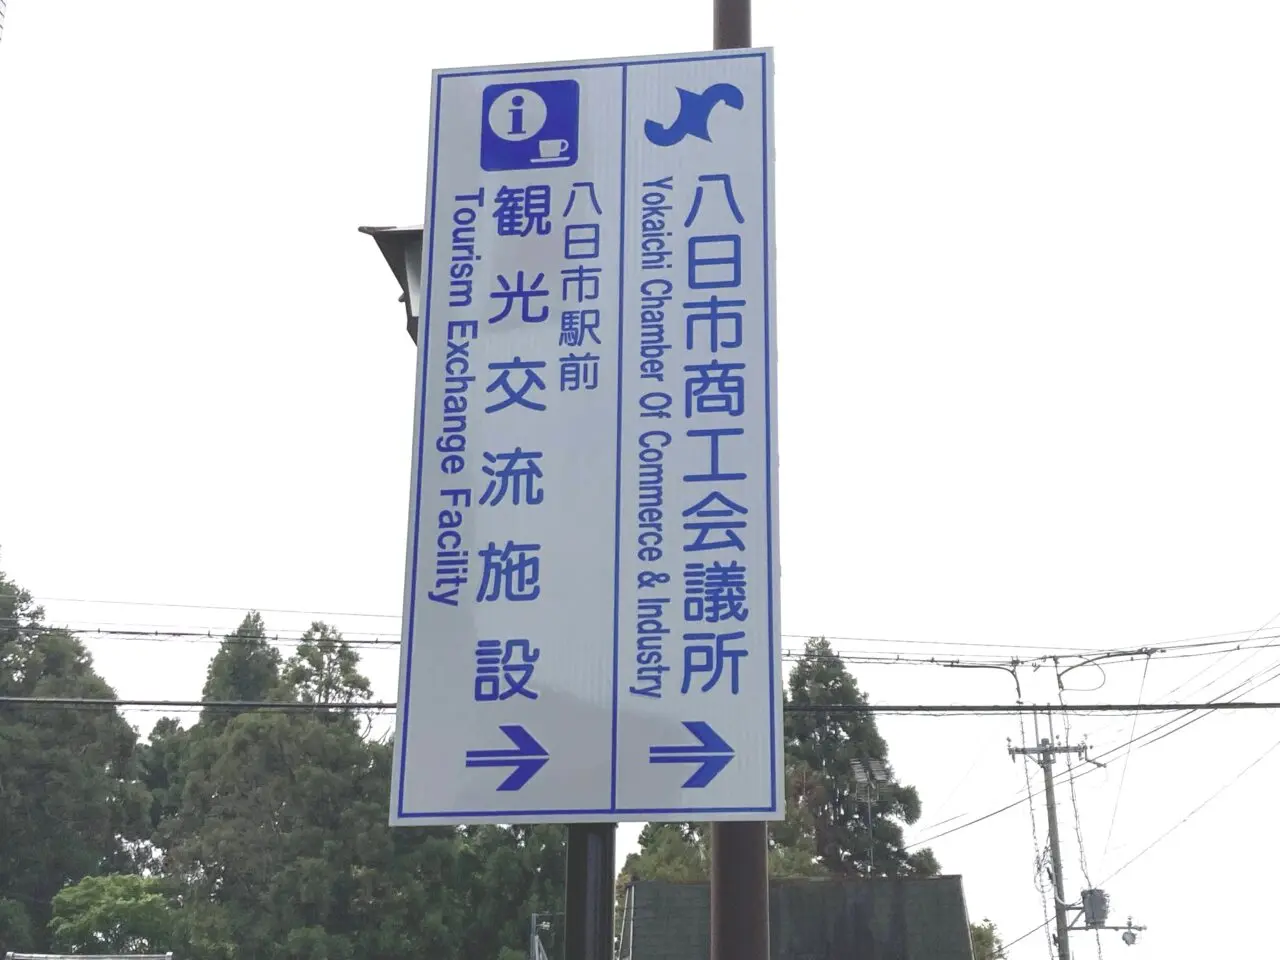 八日市商工会議所
Yokaichi Chamber Of Commerce & Industry
八日市駅前
観光交流施設
Tourism Exchange Facility